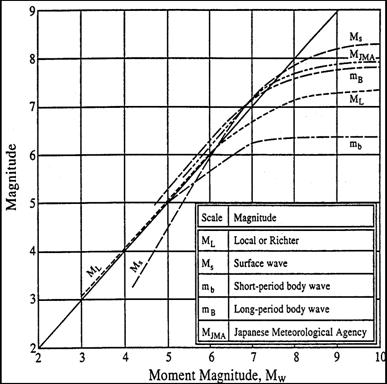 9
8
7
6
5
4
3
2
Magnitude
Ms
MJMA
mB
ML
mb
ML
Ms
Scale Magnitude
ML Local or Richter
Ms Surface wave
mb Short-period body wave
mB Long-period body wave
MJMA Japanese Meteorological Agency
2 3 4 5 6 7 8 9 10
Moment Magnitude, Mw